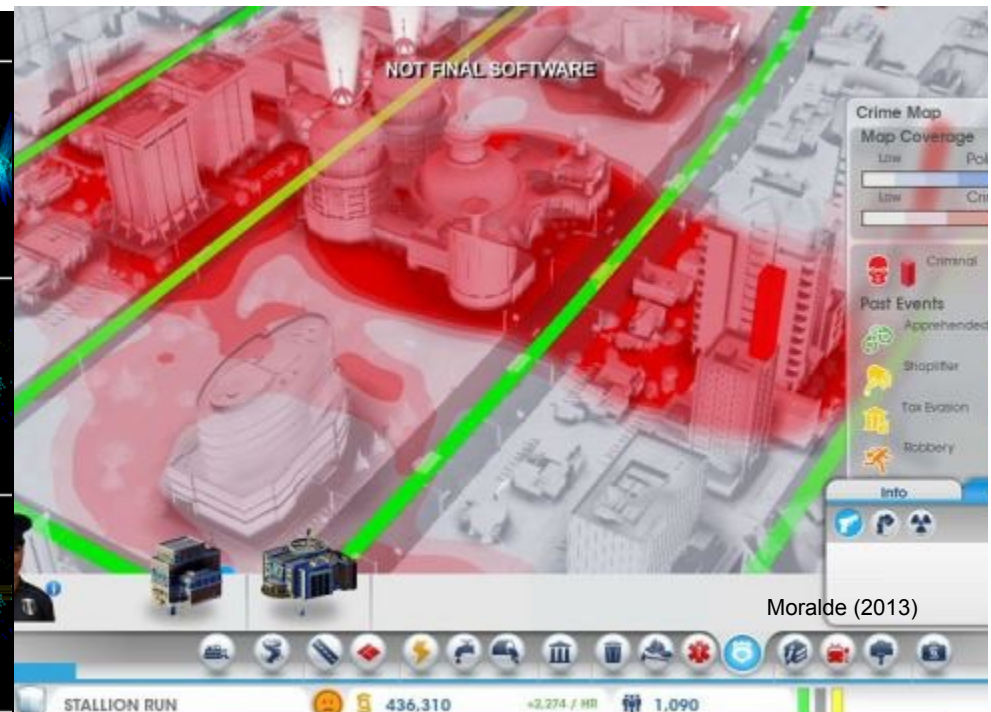 NOT FINAL SOFTWARE
Crime Map
Map Coverage
Low
Low
Criminal
Past Events
Apprehended
Shoplifter
Tax Evasion
Robbery
Info
Moralde (2013)
STALLION RUN
436,310
+2,274 / HR
1,090